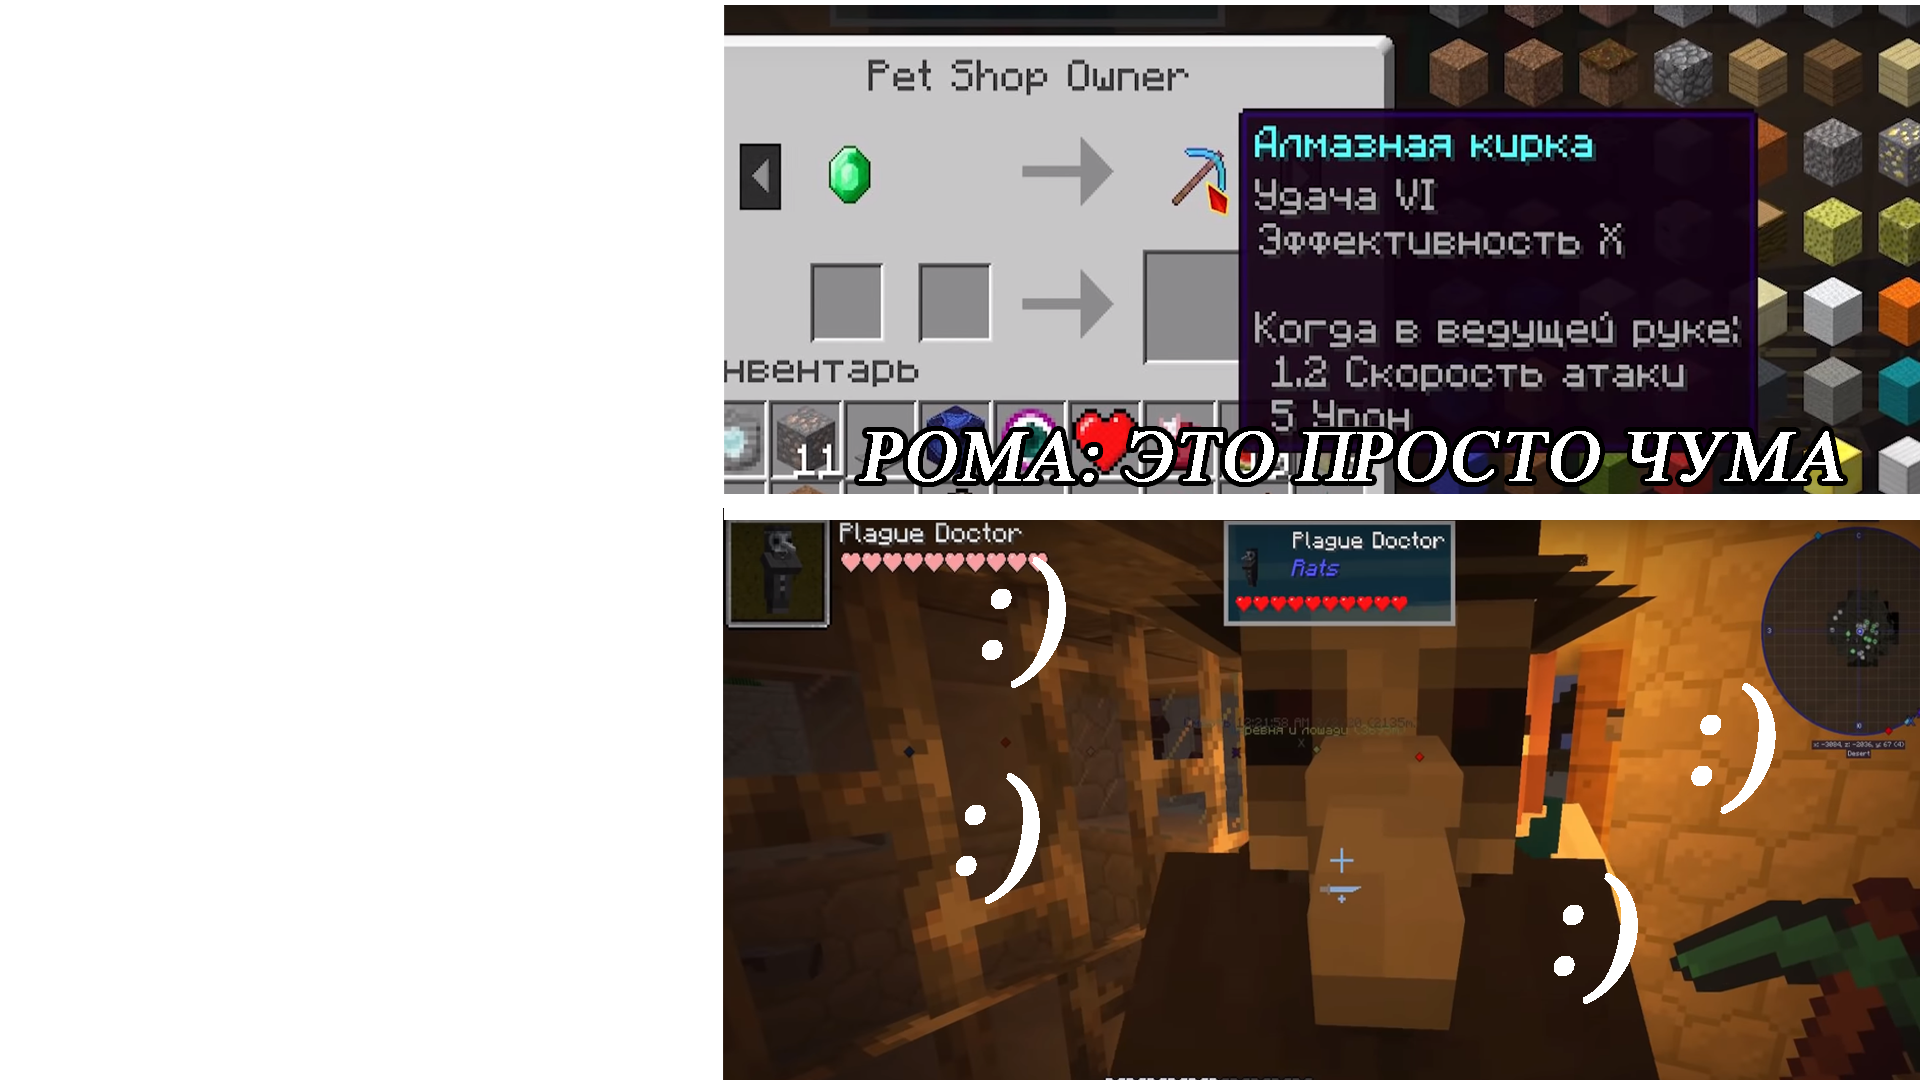 Pet Shop Owner
Алмазная кирка
Удача VI
Эффективность X
Когда в ведущей руке:
1.2 Скорость атаки
5 Урон
нвентарь
11
РОМА: ЭТО ПРОСТО ЧУМА
Plague Doctor
Plague Doctor
Rats
:)
:)
:)
:)
Desert